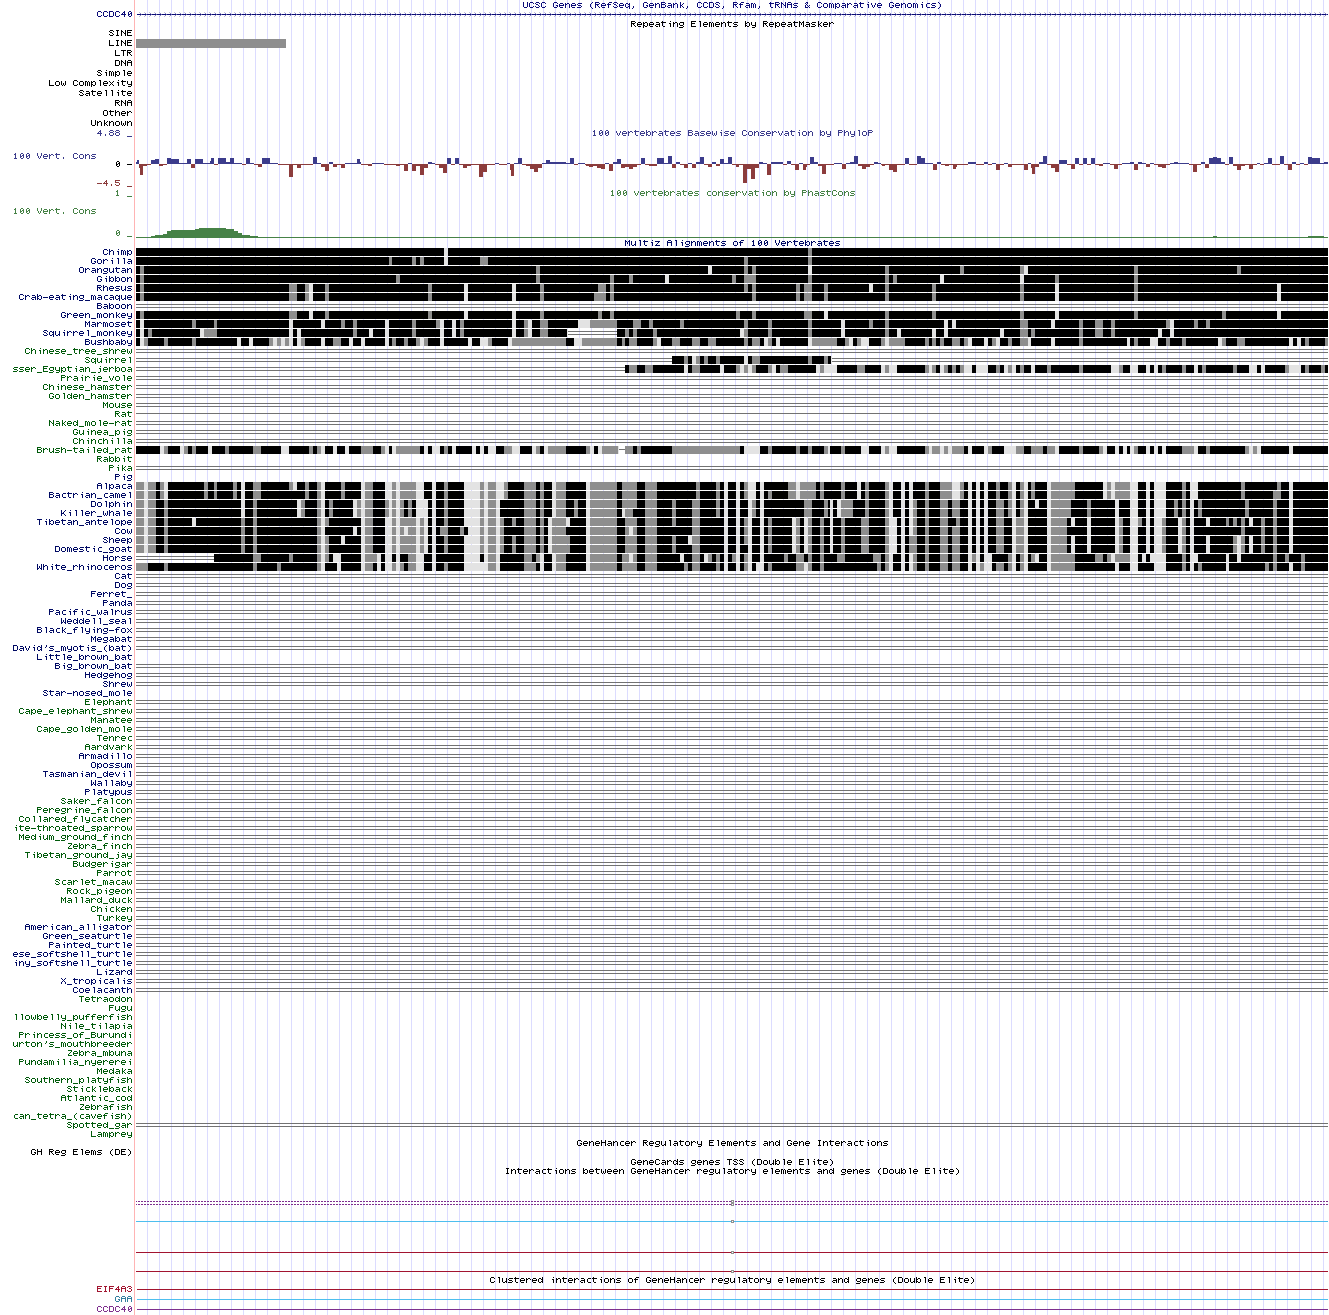 UCSC Genes (RefSeq, GenBank, CCDS, Rfam, tRNAs & Comparative Genomics)
CCDC40
Repeating Elements by RepeatMasker
SINE
LINE
LTR
DNA
Simple
Low Complexity
Satellite
RNA
Other
Unknown
4.88 _
100 vertebrates Basewise Conservation by PhyloP
100 Vert. Cons
0 _
-4.5 _
1 _
100 vertebrates conservation by PhastCons
100 Vert. Cons
0 _
Multiz Alignments of 100 Vertebrates
Chimp
Gorilla
Orangutan
Gibbon
Rhesus
Crab-eating_macaque
Baboon
Green_monkey
Marmoset
Squirrel_monkey
Bushbaby
Chinese_tree_shrew
Squirrel
sser_Egyptian_jerboa
Prairie_vole
Chinese_hamster
Golden_hamster
Mouse
Rat
Naked_mole-rat
Guinea_pig
Chinchilla
Brush-tailed_rat
Rabbit
Pika
Pig
Alpaca
Bactrian_camel
Dolphin
Killer_whale
Tibetan_antelope
Cow
Sheep
Domestic_goat
Horse
White_rhinoceros
Cat
Dog
Ferret_
Panda
Pacific_walrus
Weddell_seal
Black_flying-fox
Megabat
David's_myotis_(bat)
Little_brown_bat
Big_brown_bat
Hedgehog
Shrew
Star-nosed_mole
Elephant
Cape_elephant_shrew
Manatee
Cape_golden_mole
Tenrec
Aardvark
Armadillo
Opossum
Tasmanian_devil
Wallaby
Platypus
Saker_falcon
Peregrine_falcon
Collared_flycatcher
ite-throated_sparrow
Medium_ground_finch
Zebra_finch
Tibetan_ground_jay
Budgerigar
Parrot
Scarlet_macaw
Rock_pigeon
Mallard_duck
Chicken
Turkey
American_alligator
Green_seaturtle
Painted_turtle
ese_softshell_turtle
iny_softshell_turtle
Lizard
X_tropicalis
Coelacanth
Tetraodon
Fugu
llowbelly_pufferfish
Nile_tilapia
Princess_of_Burundi
urton's_mouthbreeder
Zebra_mbuna
Pundamilia_nyererei
Medaka
Southern_platyfish
Stickleback
Atlantic_cod
Zebrafish
can_tetra_(cavefish)
Spotted_gar
Lamprey
GeneHancer Regulatory Elements and Gene Interactions
GH Reg Elems (DE)
GeneCards genes TSS (Double Elite)
Interactions between GeneHancer regulatory elements and genes (Double Elite)
Clustered interactions of GeneHancer regulatory elements and genes (Double Elite)
EIF4A3
GAA
CCDC40